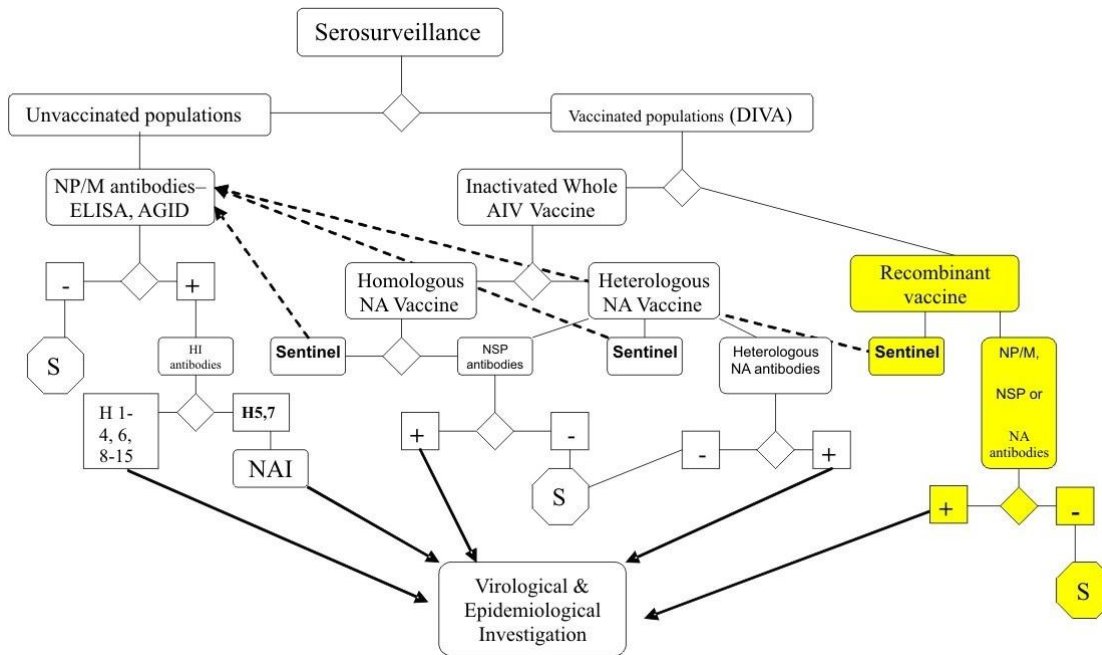 Serosurveillance
Unvaccinated populations
Vaccinated populations (DIVA)
NP/M antibodies–
ELISA, AGID
Inactivated Whole
AIV Vaccine
Homologous
NA Vaccine
Heterologous
NA Vaccine
Recombinant
vaccine
-
+
S
HI
antibodies
Sentinel
NSP
antibodies
Sentinel
Heterologous
NA antibodies
Sentinel
NP/M,
NSP or
NA
antibodies
H 1-
4, 6,
8-15
H5,7
NAI
+
-
S
-
+
+
-
S
Virological &
Epidemiological
Investigation